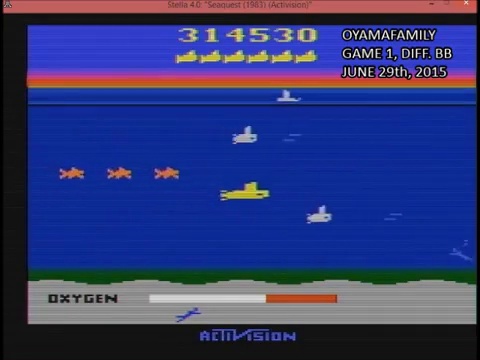 Stella 4.0: "Seaquest (1983) (Activision)"
314530
OYAMAFAMILY
GAME 1, DIFF. BB
JUNE 29th, 2015
OXYGEN
ACTIVISION